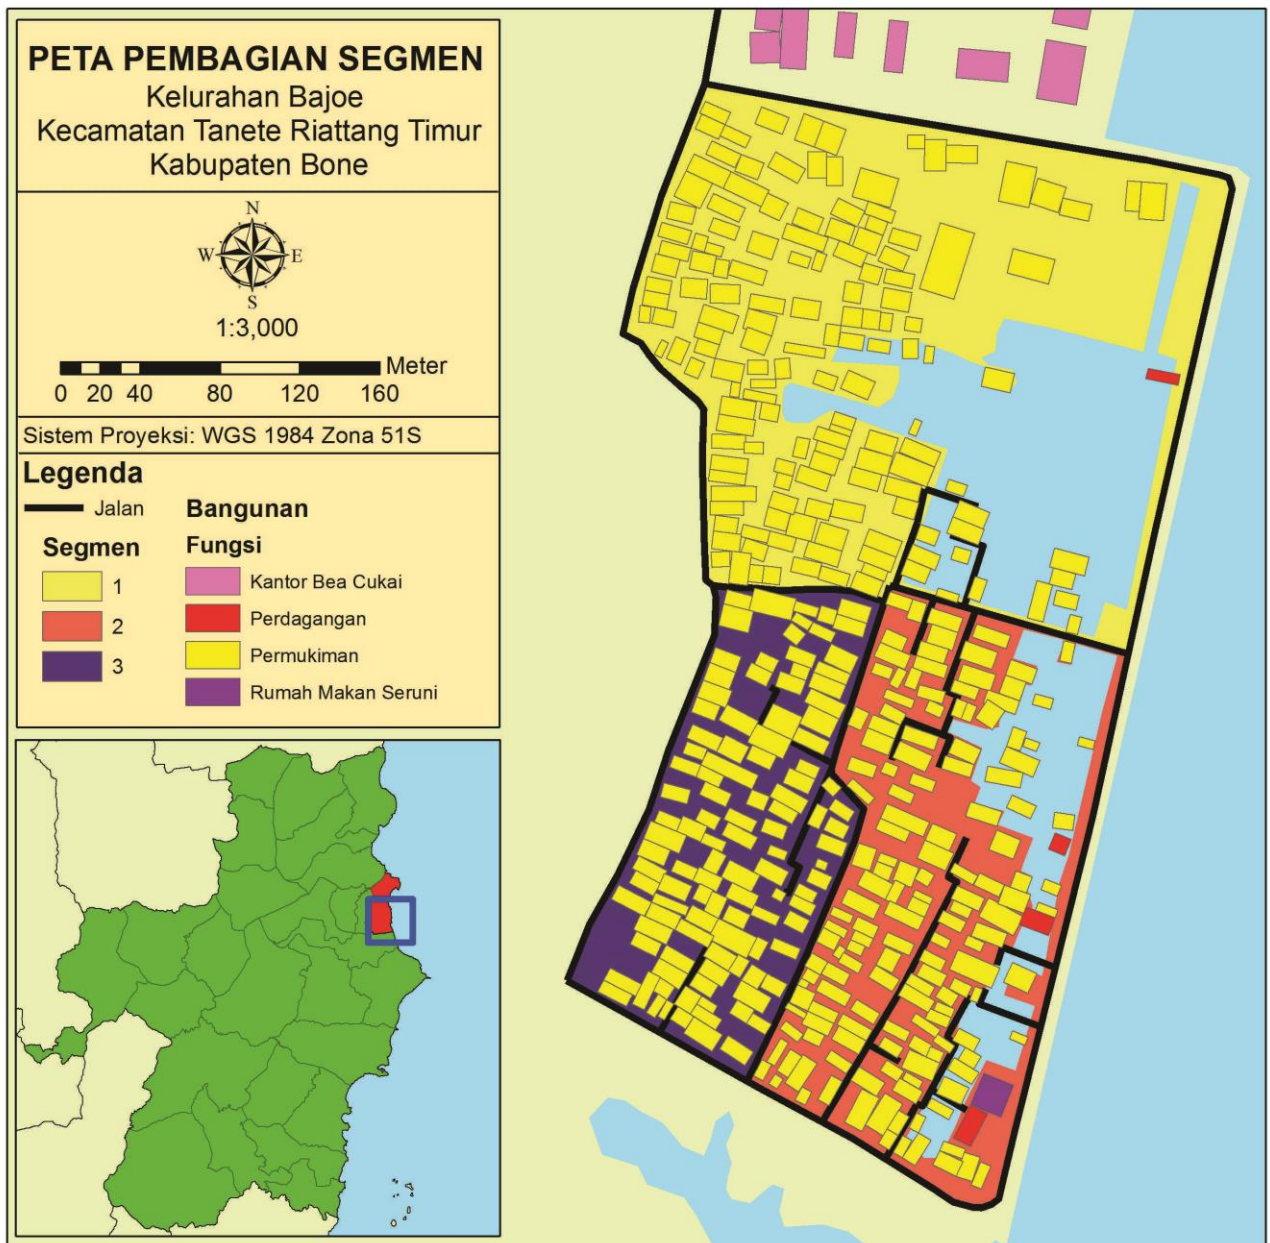 PETA PEMBAGIAN SEGMEN
Kelurahan Bajoe
Kecamatan Tanete Riattang Timur
Kabupaten Bone
N
W E
S
1:3,000
Meter
0 20 40 80 120 160
Sistem Proyeksi: WGS 1984 Zona 51S
Legenda
Jalan
Segmen
1
2
3
Bangunan
Fungsi
Kantor Bea Cukai
Perdagangan
Permukiman
Rumah Makan Seruni